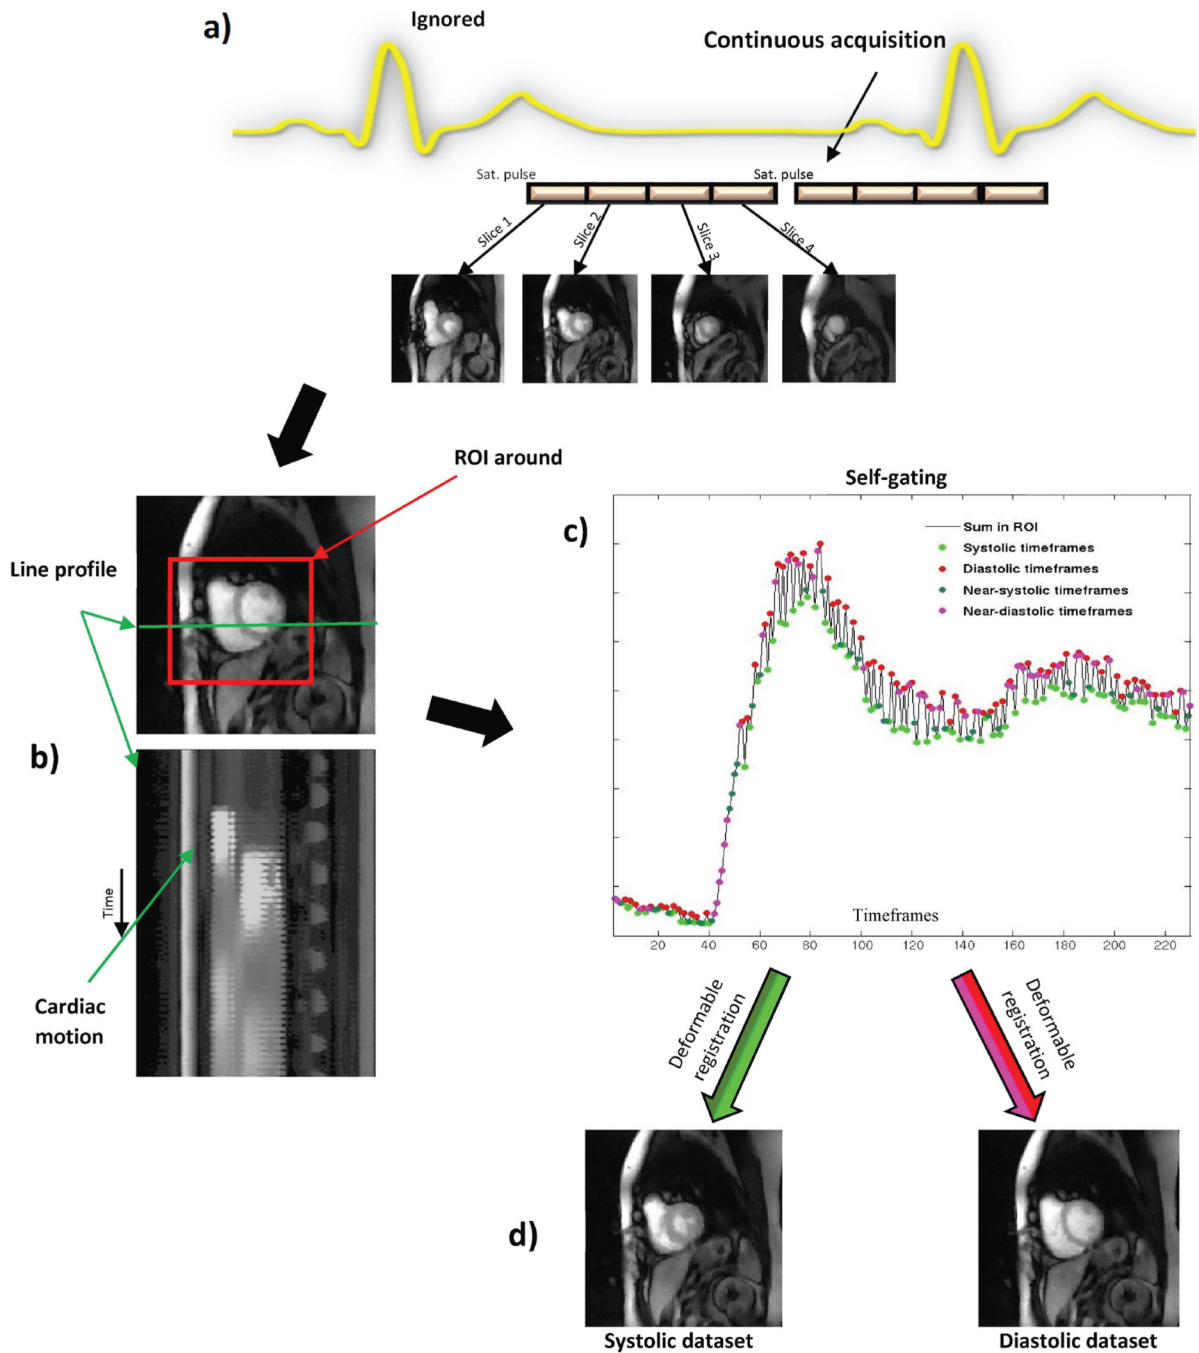 a)
Ignored
Continuous acquisition
Sat. pulse
Sat. pulse
Slice 1
Slice 2
Slice 3
Slice 4
ROI around
Line profile
b)
Time
Cardiac
motion
Self-gating
c)
Sum in ROI
Systolic timeframes
Diastolic timeframes
Near-systolic timeframes
Near-diastolic timeframes
Timeframes
20 40 60 80 100 120 140 160 180 200 220
Deformable
registration
Deformable
registration
d)
Systolic dataset
Diastolic dataset